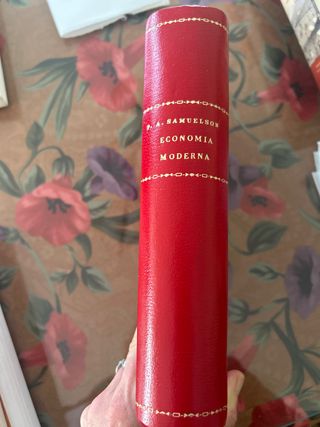 P. A. SAMUELSON
ECONOMIA
MODERNA